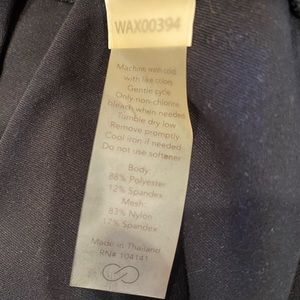 WAX00394
Machine wash cold
with like colors
Gentle cycle
Only non-chlorine
bleach when needed
Tumble dry low
Remove promptly
Cool iron if needed
Do not use softener
Body:
88% Polyester
12% Spandex
Mesh:
83% Nylon
17% Spandex
Made in Thailand
RN# 104141